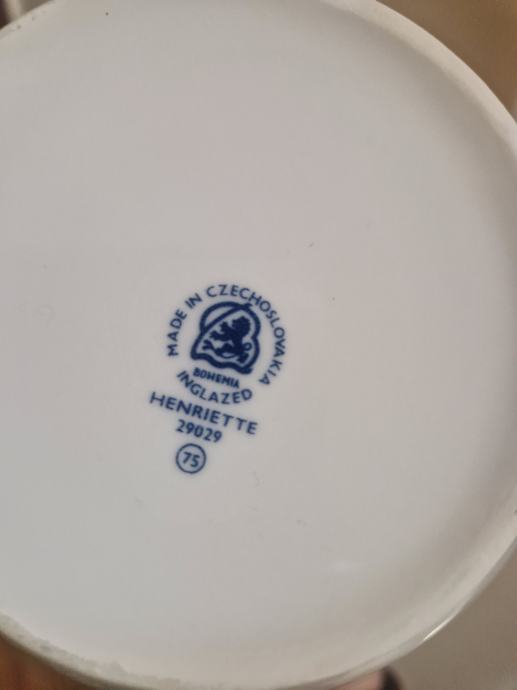 MADE IN CZECHOSLOVAKIA
BOHEMIA
INGLAZED
HENRIETTE
29029
75